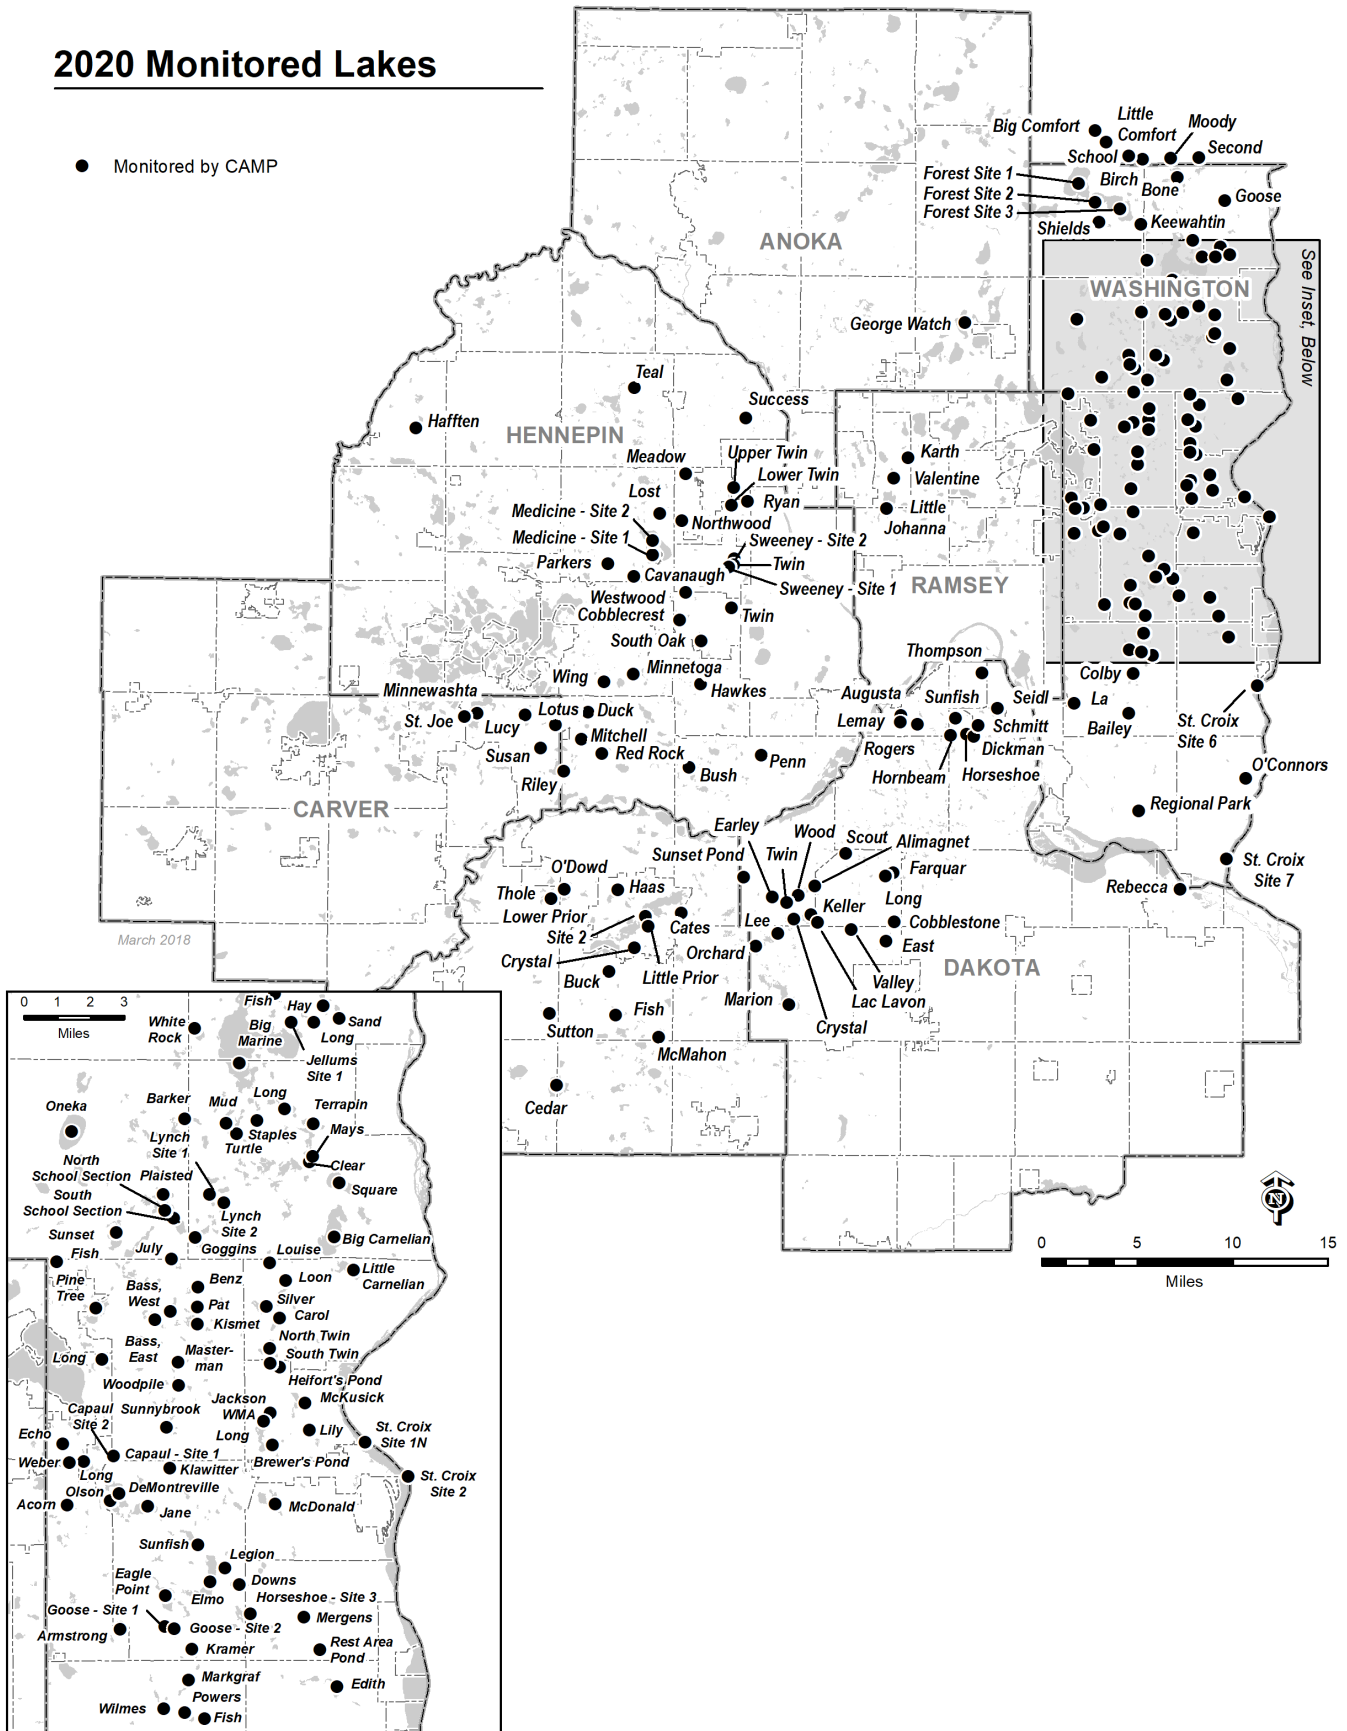 2020 Monitored Lakes
Monitored by CAMP
Big Comfort
Little
Comfort
Moody
School
Second
Forest Site 1
Birch
Bone
Forest Site 2
Goose
Forest Site 3
Shields
Keewahtin
ANOKA
WASHINGTON
See Inset, Below
George Watch
Teal
Success
Hafften
HENNEPIN
Meadow
Upper Twin
Lower Twin
Karth
Lost
Valentine
Medicine - Site 2
Ryan
Northwood
Little
Johanna
Medicine - Site 1
Sweeney - Site 2
Parkers
Twin
Cavanaugh
Sweeney - Site 1
RAMSEY
Westwood
Cobblecrest
Twin
South Oak
Thompson
Minnetoga
Wing
Hawkes
Colby
Minnewashta
Augusta
Sunfish
Seidl
La
St. Joe
Lotus
Duck
Lemay
Schmitt
Bailey
St. Croix
Site 6
Lucy
Mitchell
Rogers
Dickman
Susan
Red Rock
Penn
Hornbeam
Horseshoe
O'Connors
Riley
Bush
CARVER
Regional Park
Earley
Wood
Scout
Alimagnet
Sunset Pond
Twin
Farquar
St. Croix
Site 7
O'Dowd
Rebecca
Thole
Haas
Long
Lower Prior
Site 2
Keller
Cates
Lee
Cobblestone
March 2018
Orchard
East
Crystal
Little Prior
DAKOTA
Buck
Valley
Marion
Lac Lavon
Fish
Sutton
Crystal
McMahon
Cedar
N
0 5 10 15
Miles
0 1 2 3
Miles
Fish
Hay
White
Rock
Big
Marine
Sand
Long
Jellums
Site 1
Oneka
Barker
Mud
Long
Terrapin
Staples
Mays
Turtle
Lynch
Site 1
North
School Section
Plaisted
Clear
South
School Section
Square
Lynch
Site 2
Sunset
July
Goggins
Big Carnelian
Fish
Louise
Pine
Tree
Benz
Loon
Little
Carnelian
Bass,
West
Pat
Silver
Carol
Kismet
Bass,
East
North Twin
Long
Master-
man
South Twin
Woodpile
Heifort's Pond
Capaul
Site 2
Sunnybrook
Jackson
WMA
McKusick
Echo
Long
Lily
St. Croix
Site 1N
Weber
Capaul - Site 1
Brewer's Pond
Long
Klawitter
St. Croix
Site 2
Olson
DeMontreville
Acorn
Jane
McDonald
Sunfish
Legion
Eagle
Point
Downs
Elmo
Horseshoe - Site 3
Goose - Site 1
Mergens
Armstrong
Goose - Site 2
Kramer
Rest Area
Pond
Markgraf
Edith
Powers
Wilmes
Fish